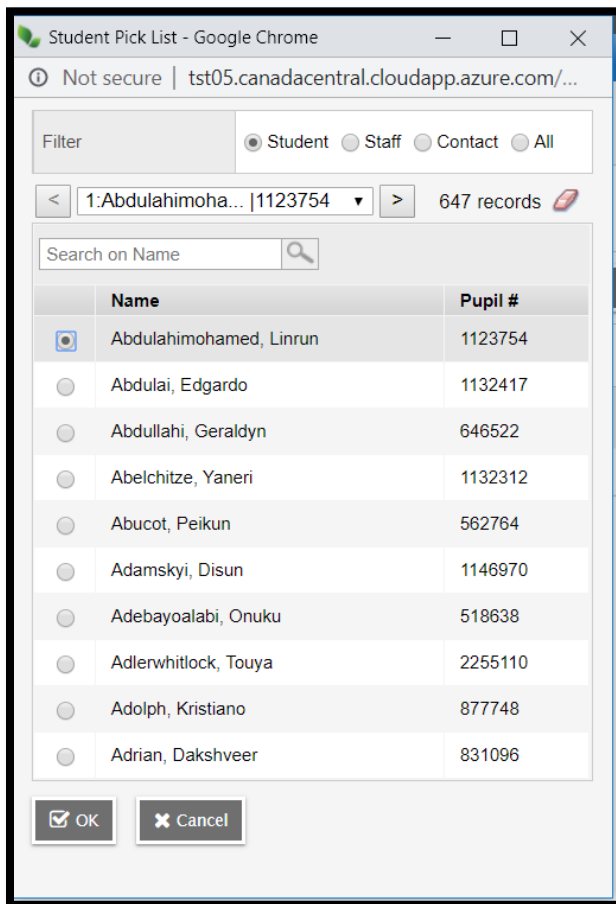 Student Pick List - Google Chrome
Not secure | tst05.canadacentral.cloudapp.azure.com/...
Filter Student Staff Contact All
< 1:Abdulahimoha... |1123754 > 647 records
Search on Name
Name Pupil #
Abdulahimohamed, Linrun 1123754
Abdulai, Edgardo 1132417
Abdullahi, Geraldyn 646522
Abelchitze, Yaneri 1132312
Abucot, Peikun 562764
Adamskyi, Disun 1146970
Adebayoalabi, Onuku 518638
Adlerwhitlock, Touya 2255110
Adolph, Kristiano 877748
Adrian, Dakshveer 831096
OK Cancel